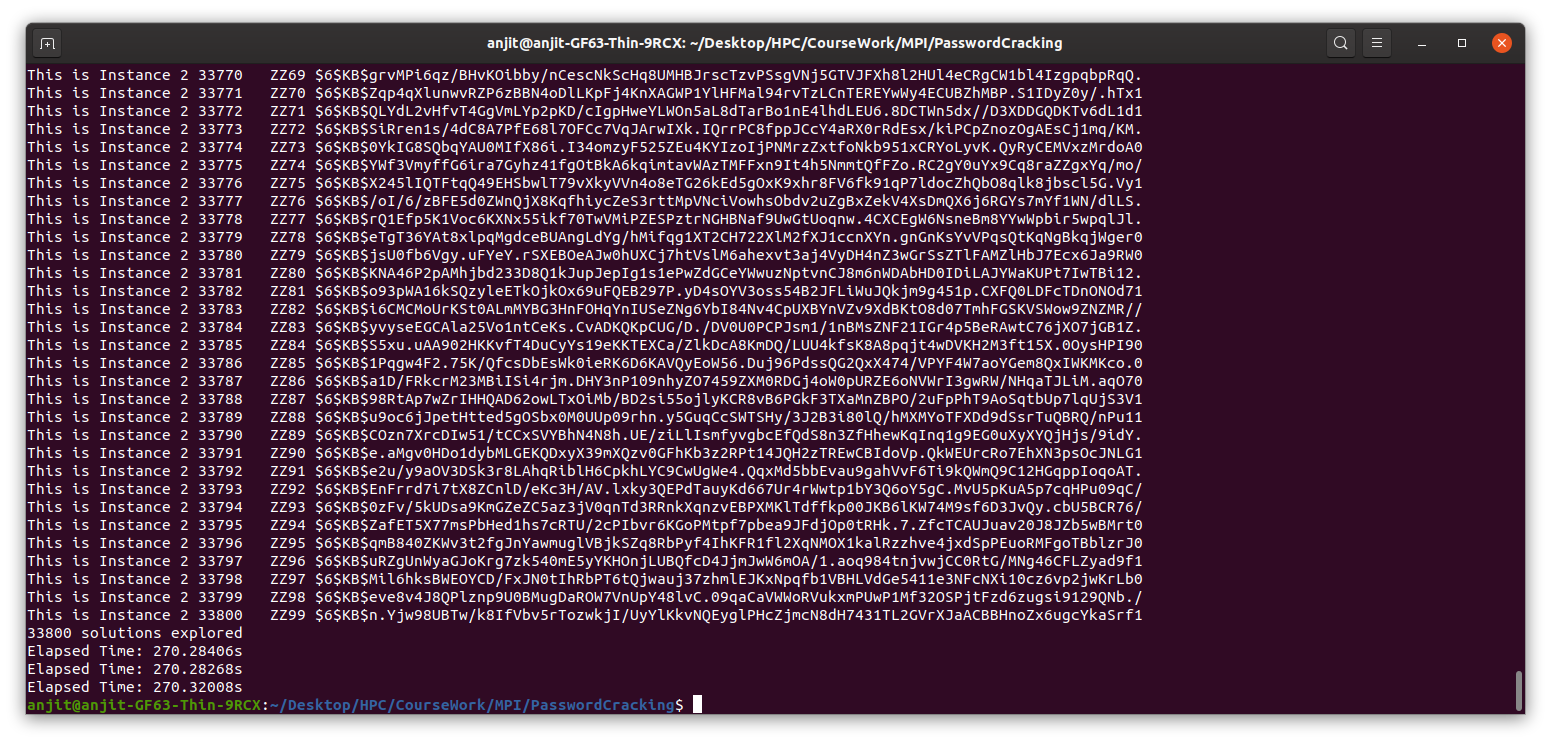 anjit@anjit-GF63-Thin-9RCX: ~/Desktop/HPC/CourseWork/MPI/PasswordCracking
This is Instance 2 33770 ZZ69 $6$KB$grvMPi6qz/BHvKOibby/nCescNkScHq8UMHBJrscTzvPSsgVNj5GTVJFXh8l2HUl4eCRgCW1bl4IzgpqbpRqQ.
This is Instance 2 33771 ZZ70 $6$KB$Zqp4qXlunwvRZP6zBBN4oDlLKpFj4KnXAGWP1YlHFMal94rvTzLCnTEREYwWy4ECUBZhMBP.S1IDyZ0y/.hTx1
This is Instance 2 33772 ZZ71 $6$KB$QLYdL2vHfvT4GgVmLYp2pKD/cIgpHweYLWOn5aL8dTarBo1nE4lhdLEU6.8DCTWn5dx//D3XDDGQDKTv6dL1d1
This is Instance 2 33773 ZZ72 $6$KB$SiRren1s/4dC8A7PfE68l7OFCc7VqJArwIXk.IQrrPC8fppJCcY4aRX0rRdEsx/kiPCpZnozOgAEsCj1mq/KM.
This is Instance 2 33774 ZZ73 $6$KB$0YkIG8SQbqYAU0MIfX86i.I34omzyF525ZEu4KYIzoIjPNMrzZxtfoNkb951xCRYoLyvK.QyRyCEMVxzMrdoA0
This is Instance 2 33775 ZZ74 $6$KB$YWf3VmyffG6ira7Gyhz41fgOtBkA6kqimtavWAzTMFFxn9It4h5NmmtQfFZo.RC2gY0uYx9Cq8raZZgxYq/mo/
This is Instance 2 33776 ZZ75 $6$KB$X245lIQTFtqQ49EHSbwlT79vXkyVVn4o8eTG26kEd5gOxK9xhr8FV6fk91qP7ldocZhQbO8qlk8jbscl5G.Vy1
This is Instance 2 33777 ZZ76 $6$KB$/oI/6/zBFE5d0ZWnQjX8KqfhiycZeS3rttMpVNciVowhsObdv2uZgBxZekV4XsDmQX6j6RGYs7mYf1WN/dlLS.
This is Instance 2 33778 ZZ77 $6$KB$rQ1Efp5K1Voc6KXNx55ikf70TwVMiPZESPztrNGHBNaf9UwGtUoqnw.4CXCEgW6NsneBm8YYwWpbir5wpqlJl.
This is Instance 2 33779 ZZ78 $6$KB$eTgT36YAt8xlpqMgdceBUAngLdYg/hMifqg1XT2CH722XlM2fXJ1ccnXYn.gnGnKsYvVPqsQtKqNgBkqjWger0
This is Instance 2 33780 ZZ79 $6$KB$jsU0fb6Vgy.uFYeY.rSXEBOeAJw0hUXCj7htVslM6ahexvt3aj4VyDH4nZ3wGrSsZTlFAMZlHbJ7Ecx6Ja9RW0
This is Instance 2 33781 ZZ80 $6$KB$KNA46P2pAMhjbd233D8Q1kJupJepIg1s1ePwZdGCeYWwuzNptvnCJ8m6nWDAbHD0IDiLAJYWaKUPt7IwTBi12.
This is Instance 2 33782 ZZ81 $6$KB$o93pWA16kSQzyleETkOjkOx69uFQEB297P.yD4sOYV3oss54B2JFLiWuJQkjm9g451p.CXFQ0LDFcTDnONOd71
This is Instance 2 33783 ZZ82 $6$KB$i6CMCMoUrKSt0ALmMYBG3HnFOHqYnIUSeZNg6YbI84Nv4CpUXBYnVZv9XdBKtO8d07TmhFGSKVSWow9ZNZMR//
This is Instance 2 33784 ZZ83 $6$KB$yvyseEGCAla25Vo1ntCeKs.CvADKQKpCUG/D./DV0U0PCPJsm1/1nBMsZNF21IGr4p5BeRAwtC76jXO7jGB1Z.
This is Instance 2 33785 ZZ84 $6$KB$S5xu.uAA902HKKvfT4DuCyYs19eKKTEXCa/ZlkDcA8KmDQ/LUU4kfsK8A8pqjt4wDVKH2M3ft15X.0OysHPI90
This is Instance 2 33786 ZZ85 $6$KB$1Pqgw4F2.75K/QfcsDbEsWk0ieRK6D6KAVQyEoW56.Duj96PdssQG2QxX474/VPYF4W7aoYGem8QxIWKMKco.0
This is Instance 2 33787 ZZ86 $6$KB$a1D/FRkcrM23MBiISi4rjm.DHY3nP109nhyZO7459ZXM0RDGj4oW0pURZE6oNVWrI3gwRW/NHqaTJLiM.aqO70
This is Instance 2 33788 ZZ87 $6$KB$98RtAp7wZrIHHQAD62owLTxOiMb/BD2si55ojlyKCR8vB6PGkF3TXaMnZBPO/2uFpPhT9AoSqtbUp7lqUjS3V1
This is Instance 2 33789 ZZ88 $6$KB$u9oc6jJpetHtted5gOSbx0M0UUp09rhn.y5GuqCcSWTSHy/3J2B3i80lQ/hMXMYoTFXDd9dSsrTuQBRQ/nPu11
This is Instance 2 33790 ZZ89 $6$KB$COzn7XrcDIw51/tCCxSVYBhN4N8h.UE/ziLlIsmfyvgbcEfQdS8n3ZfHhewKqInq1g9EG0uXyXYQjHjs/9idY.
This is Instance 2 33791 ZZ90 $6$KB$e.aMgv0HDo1dybMLGEKQDxyX39mXQzv0GFhKb3z2RPt14JQH2zTREwCBIdoVp.QkWEUrcRo7EhXN3psOcJNLG1
This is Instance 2 33792 ZZ91 $6$KB$e2u/y9aOV3DSk3r8LAhqRiblH6CpkhLYC9CwUgWe4.QqxMd5bbEvau9gahVvF6Ti9kQWmQ9C12HGqppIoqoAT.
This is Instance 2 33793 ZZ92 $6$KB$EnFrrd7i7tX8ZCnlD/eKc3H/AV.lxky3QEPdTauyKd667Ur4rWwtp1bY3Q6oY5gC.MvU5pKuA5p7cqHPu09qC/
This is Instance 2 33794 ZZ93 $6$KB$0zFv/5kUDsa9KmGZeZC5az3jV0qnTd3RRnkXqnzvEBPXMKlTdffkp00JKB6lKW74M9sf6D3JvQy.cbU5BCR76/
This is Instance 2 33795 ZZ94 $6$KB$ZafET5X77msPbHed1hs7cRTU/2cPIbvr6KGoPMtpf7pbea9JFdjOp0tRHk.7.ZfcTCAUJuav20J8JZb5wBMrt0
This is Instance 2 33796 ZZ95 $6$KB$qmB840ZKWv3t2fgJnYawmuglVBjkSZq8RbPyf4IhKFR1fl2XqNMOX1kalRzzhve4jxdSpPEuoRMFgoTBblzrJ0
This is Instance 2 33797 ZZ96 $6$KB$uRZgUnWyaGJoKrg7zk540mE5yYKHOnjLUBQfcD4JjmJwW6mOA/1.aoq984tnjvwjCC0RtG/MNg46CFLZyad9f1
This is Instance 2 33798 ZZ97 $6$KB$Mil6hksBWEOYCD/FxJN0tIhRbPT6tQjwauj37zhmlEJKxNpqfb1VBHLVdGe5411e3NFcNXi10cz6vp2jwKrLb0
This is Instance 2 33799 ZZ98 $6$KB$eve8v4J8QPlznp9U0BMugDaROW7VnUpY48lvC.09qaCaVWWoRVukxmPUwP1Mf32OSPjtFzd6zugsi9129QNb./
This is Instance 2 33800 ZZ99 $6$KB$n.Yjw98UBTw/k8IfVbv5rTozwkjI/UyYlKkvNQEyglPHcZjmcN8dH7431TL2GVrXJaACBBHnoZx6ugcYkaSrf1
33800 solutions explored
Elapsed Time: 270.28406s
Elapsed Time: 270.28268s
Elapsed Time: 270.32008s
anjit@anjit-GF63-Thin-9RCX:~/Desktop/HPC/CourseWork/MPI/PasswordCracking$